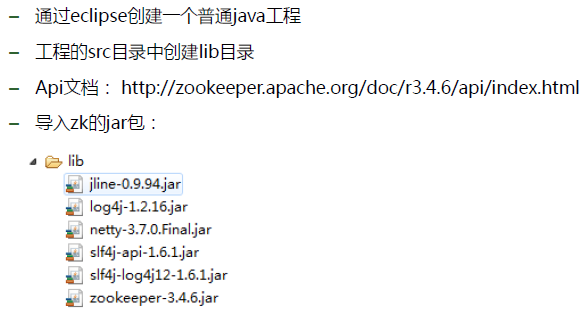 – 通过eclipse创建一个普通java工程
– 工程的src目录中创建lib目录
– Api文档： http://zookeeper.apache.org/doc/r3.4.6/api/index.html
– 导入zk的jar包：
lib
jline-0.9.94.jar
log4j-1.2.16.jar
netty-3.7.0.Final.jar
slf4j-api-1.6.1.jar
slf4j-log4j12-1.6.1.jar
zookeeper-3.4.6.jar